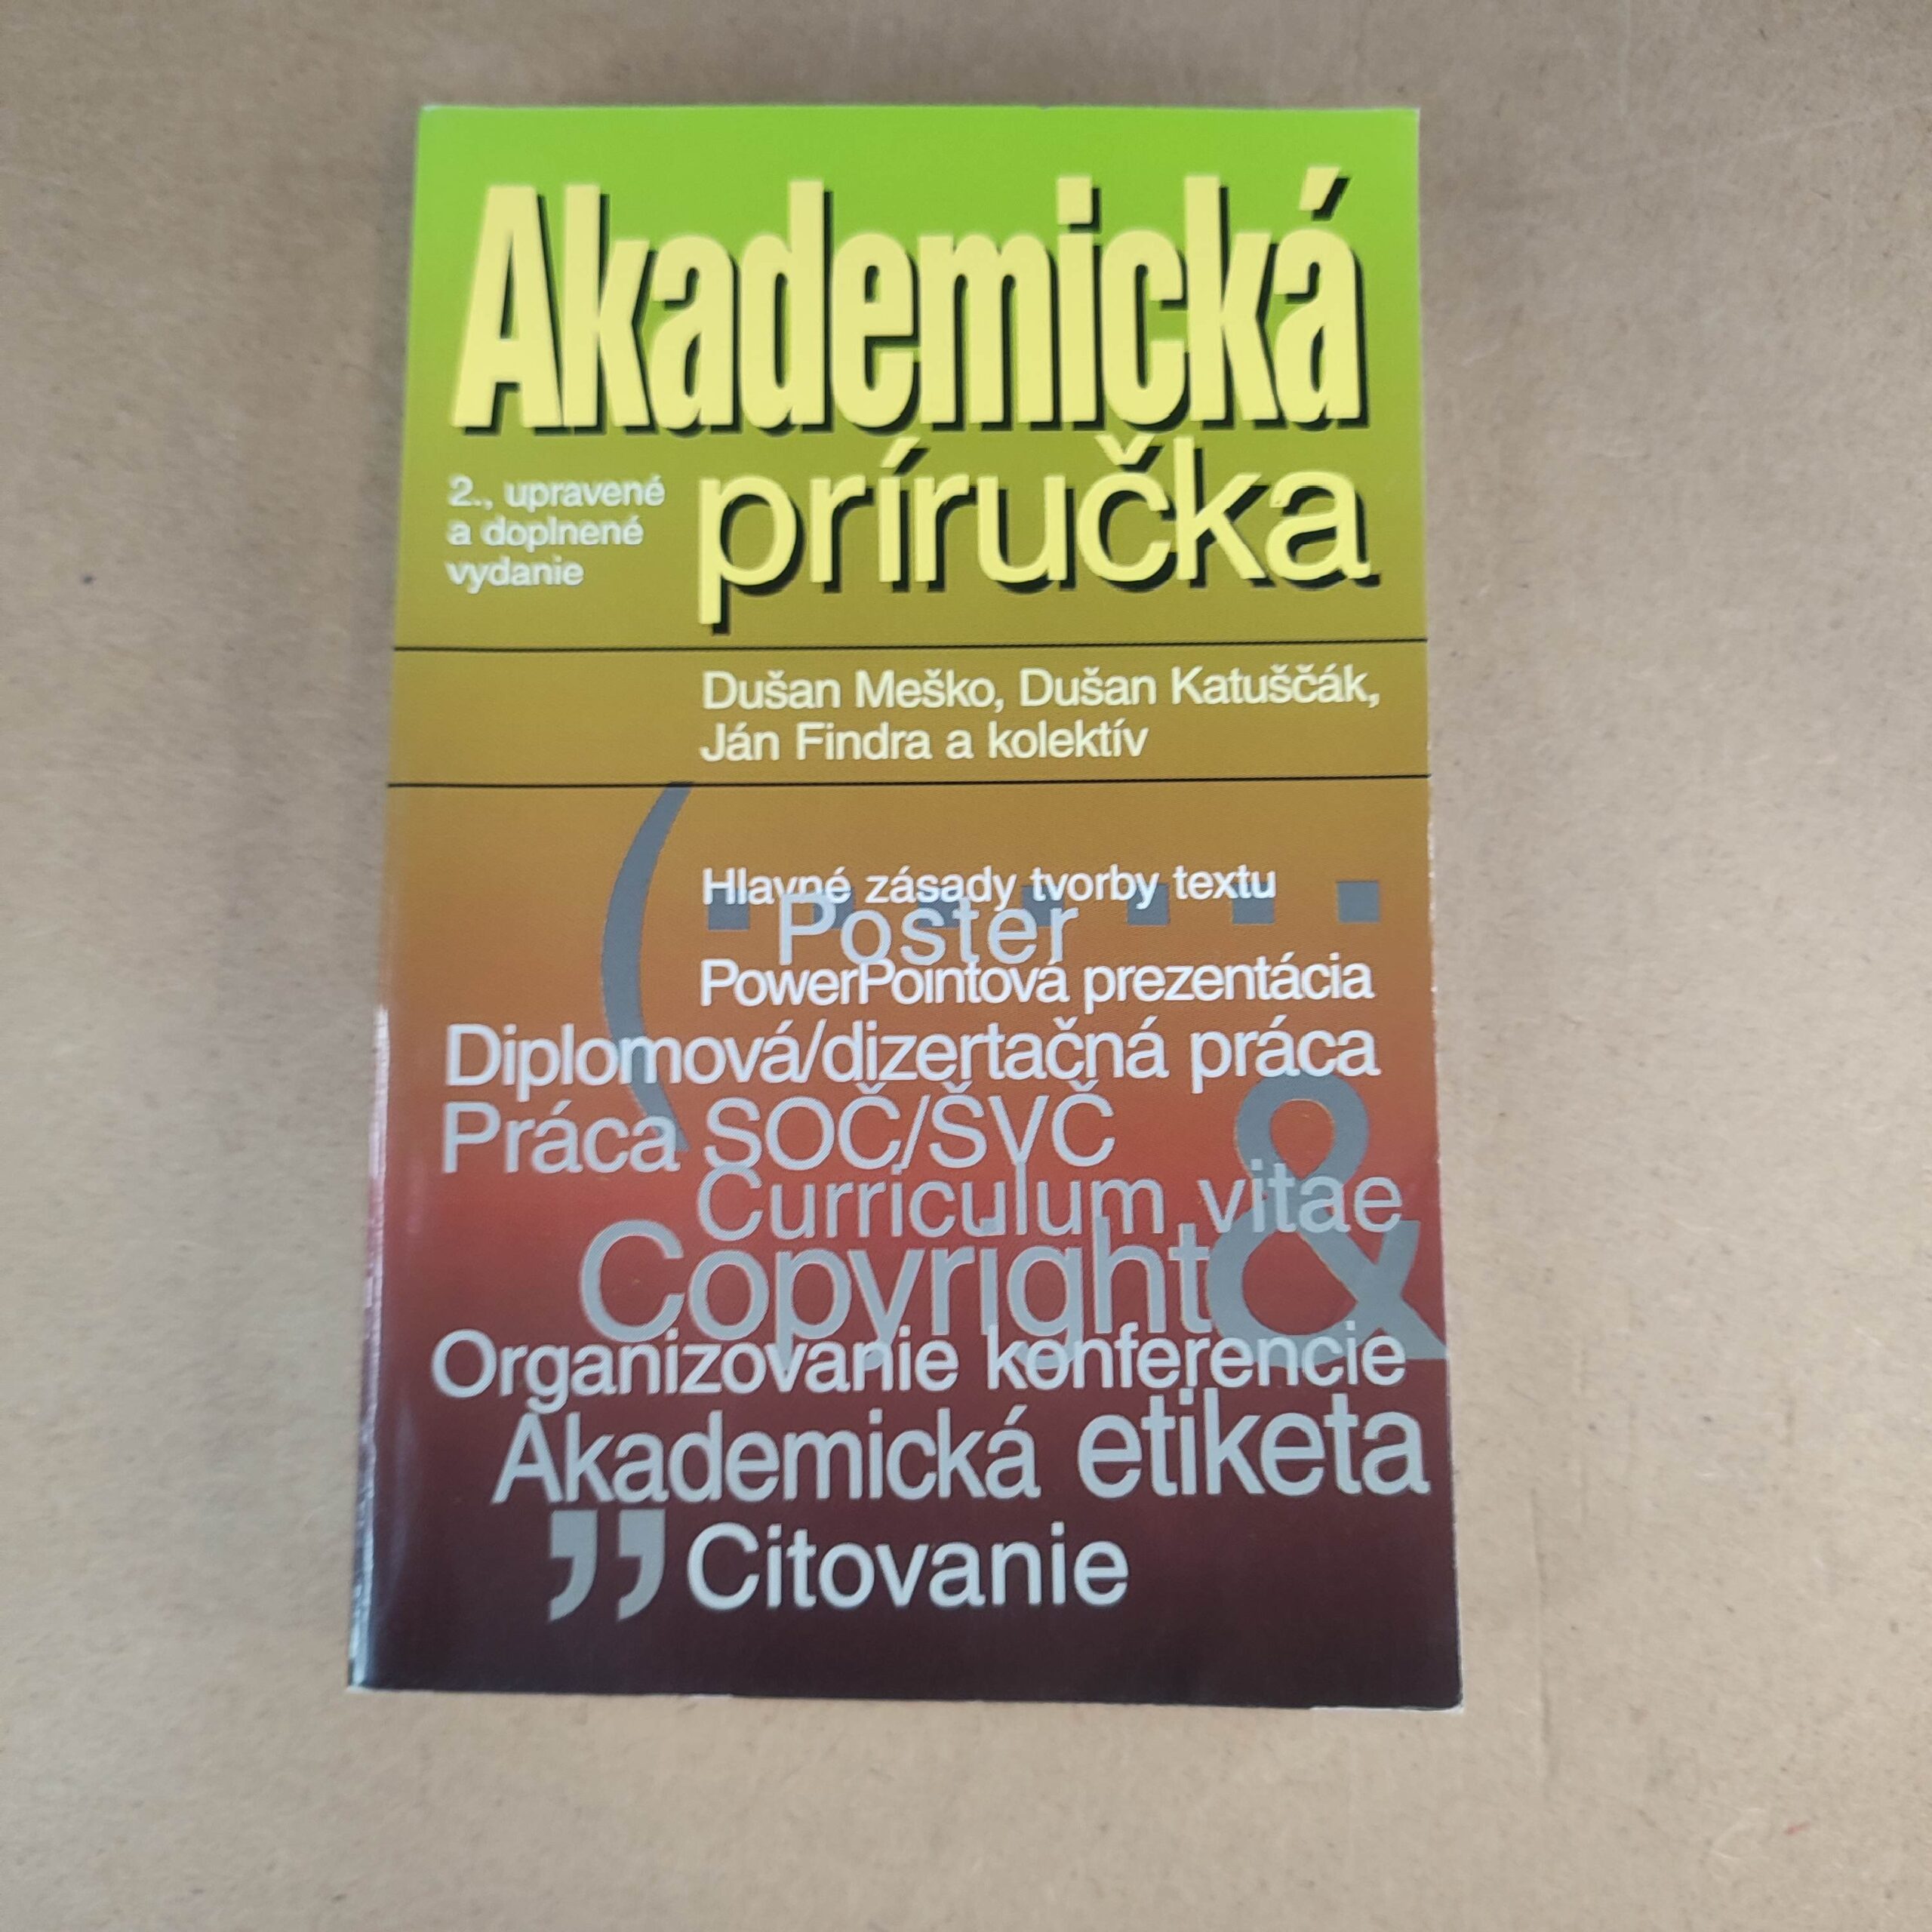 Akademická
príručka
2., upravené
a doplnené
vydanie
Dušan Meško, Dušan Katuščák,
Ján Findra a kolektív
(
Hlavné zásady tvorby textu
Poster
PowerPointová prezentácia
Diplomová/dizertačná práca
Práca SOČ/ŠVČ
Curriculum vitae
Copyright &
Organizovanie konferencie
Akademická etiketa
” Citovanie